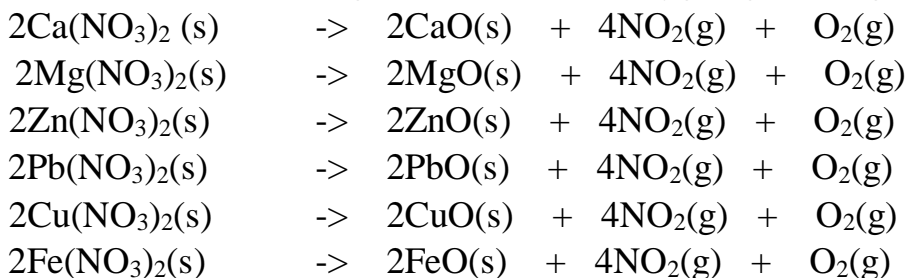 2Ca(NO₃)₂ (s) -> 2CaO(s) + 4NO₂(g) + O₂(g)
2Mg(NO₃)₂(s) -> 2MgO(s) + 4NO₂(g) + O₂(g)
2Zn(NO₃)₂(s) -> 2ZnO(s) + 4NO₂(g) + O₂(g)
2Pb(NO₃)₂(s) -> 2PbO(s) + 4NO₂(g) + O₂(g)
2Cu(NO₃)₂(s) -> 2CuO(s) + 4NO₂(g) + O₂(g)
2Fe(NO₃)₂(s) -> 2FeO(s) + 4NO₂(g) + O₂(g)